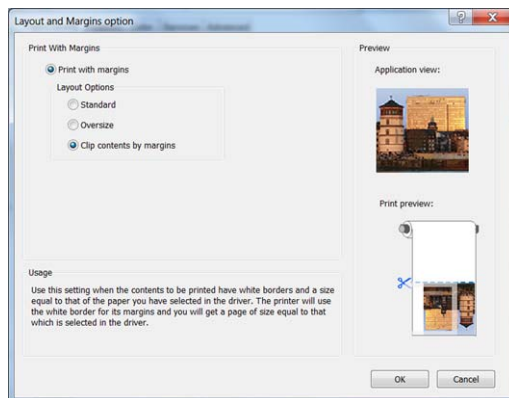 Layout and Margins option
Print With Margins
Print with margins
Layout Options
Standard
Oversize
Clip contents by margins
Usage
Use this setting when the contents to be printed have white borders and a size
equal to that of the paper you have selected in the driver. The printer will use
the white border for its margins and you will get a page of size equal to that
which is selected in the driver.
Preview
Application view:
Print preview:
OK
Cancel